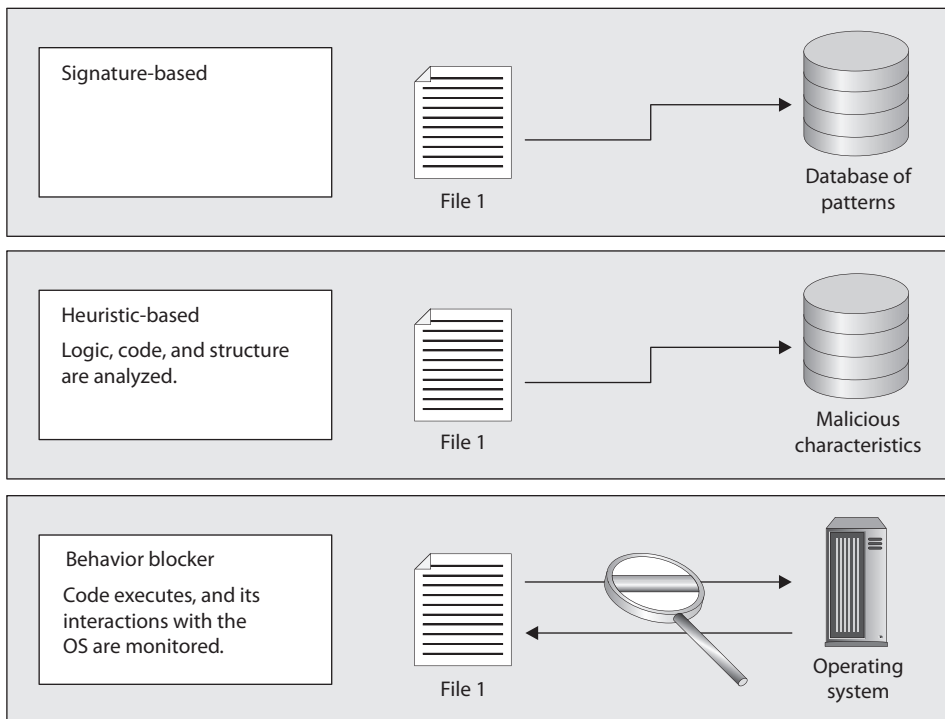 Signature-based
File 1
Database of
patterns
Heuristic-based
Logic, code, and structure
are analyzed.
File 1
Malicious
characteristics
Behavior blocker
Code executes, and its
interactions with the
OS are monitored.
File 1
Operating
system